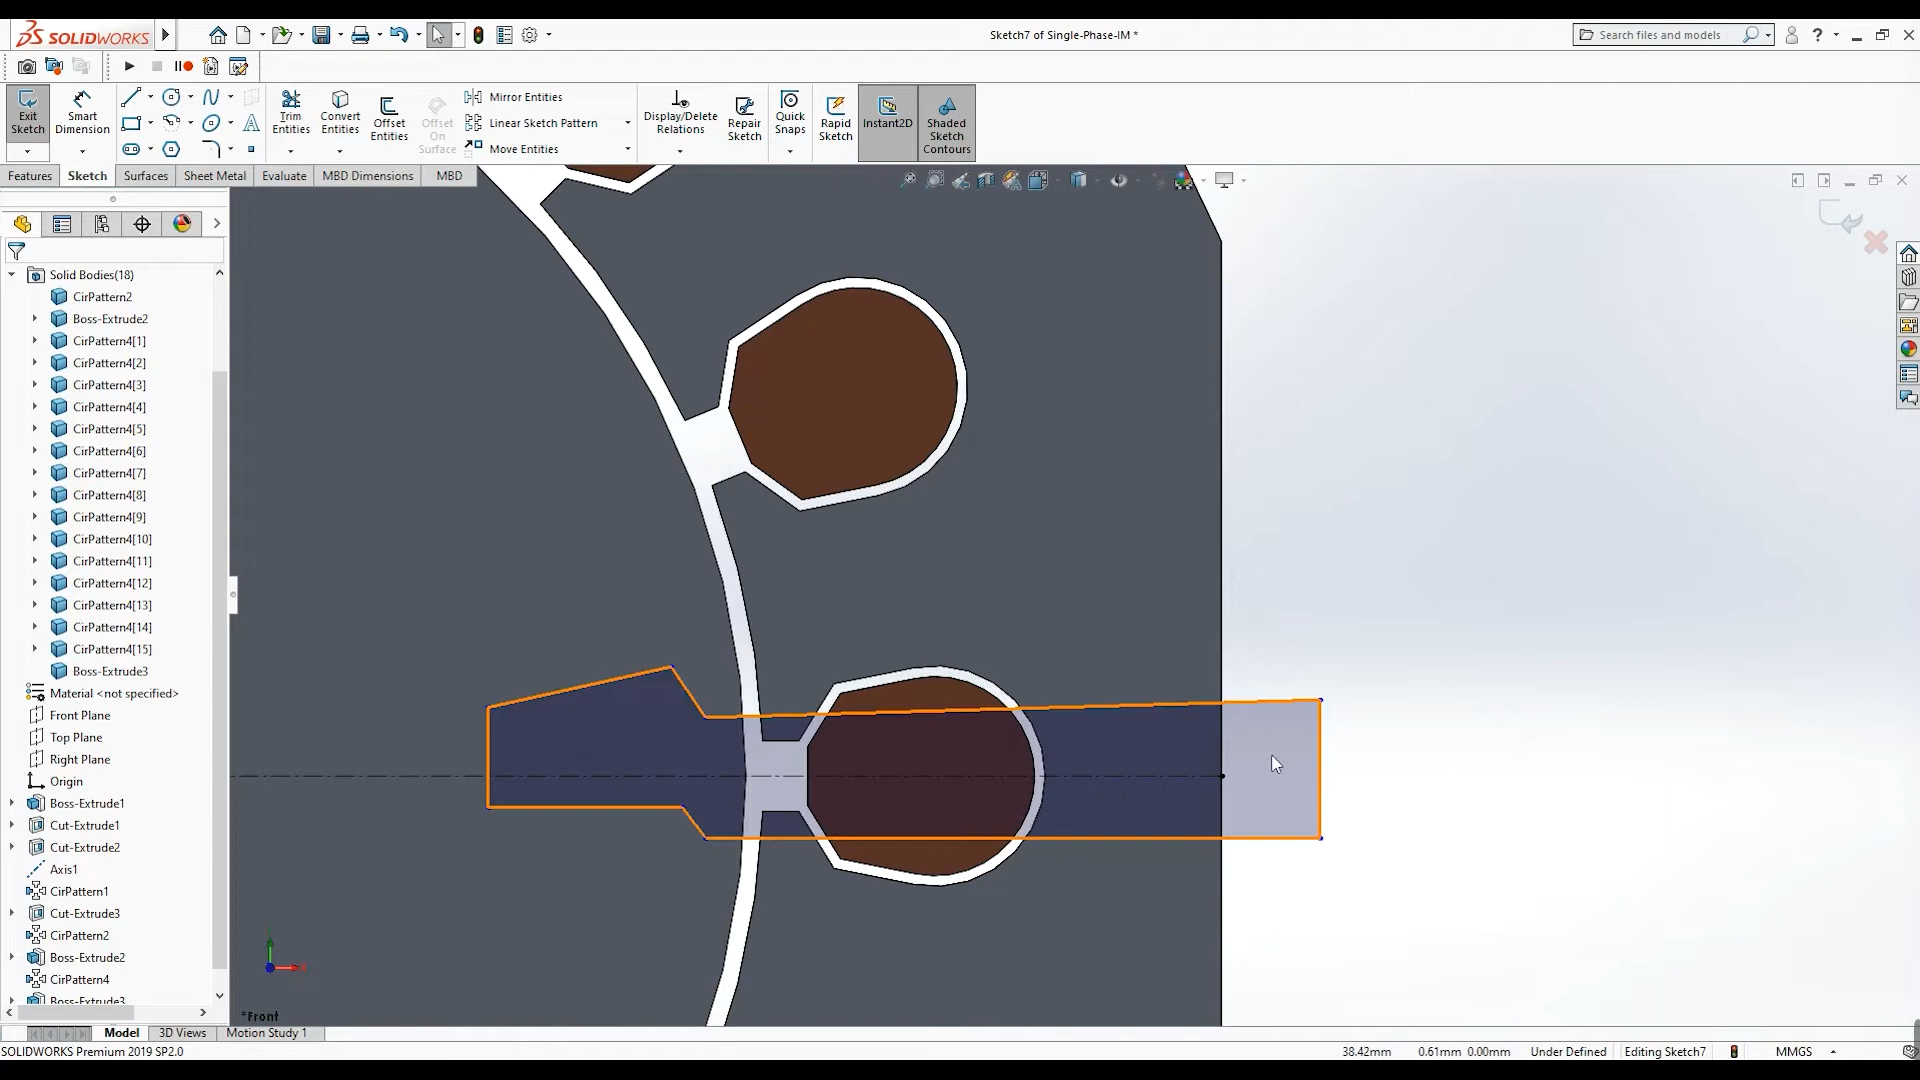 SOLIDWORKS
Sketch7 of Single-Phase-IM *
Search files and models
?
Exit Sketch
Smart Dimension
Trim Entities
Convert Entities
Offset Entities
Offset On Surface
Mirror Entities
Linear Sketch Pattern
Move Entities
Display/Delete Relations
Repair Sketch
Quick Snaps
Rapid Sketch
Instant2D
Shaded Sketch Contours
Features
Sketch
Surfaces
Sheet Metal
Evaluate
MBD Dimensions
MBD
Solid Bodies(18)
CirPattern2
Boss-Extrude2
CirPattern4[1]
CirPattern4[2]
CirPattern4[3]
CirPattern4[4]
CirPattern4[5]
CirPattern4[6]
CirPattern4[7]
CirPattern4[8]
CirPattern4[9]
CirPattern4[10]
CirPattern4[11]
CirPattern4[12]
CirPattern4[13]
CirPattern4[14]
CirPattern4[15]
Boss-Extrude3
Material <not specified>
Front Plane
Top Plane
Right Plane
Origin
Boss-Extrude1
Cut-Extrude1
Cut-Extrude2
Axis1
CirPattern1
Cut-Extrude3
CirPattern2
Boss-Extrude2
CirPattern4
Boss-Extrude3
*Front
Model
3D Views
Motion Study 1
SOLIDWORKS Premium 2019 SP2.0
38.42mm
0.61mm 0.00mm
Under Defined
Editing Sketch7
MMGS